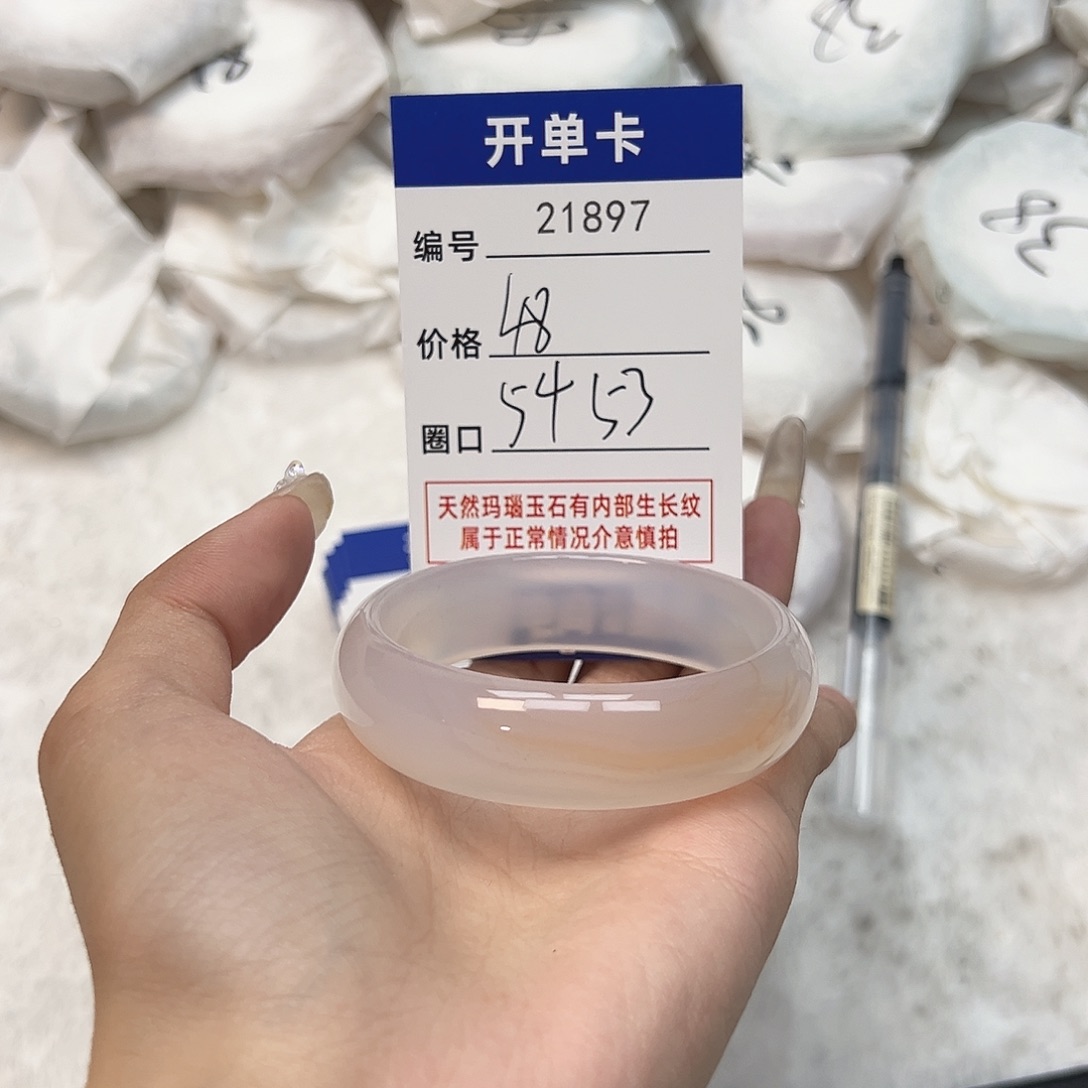 开单卡
编号 21897
价格 48
圈口 54 53
天然玛瑙玉石有内部生长纹
属于正常情况介意慎拍